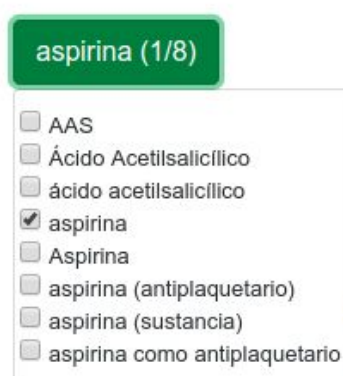 aspirina (1/8)
AAS
Ácido Acetilsalicílico
ácido acetilsalicílico
aspirina
Aspirina
aspirina (antiplaquetario)
aspirina (sustancia)
aspirina como antiplaquetario